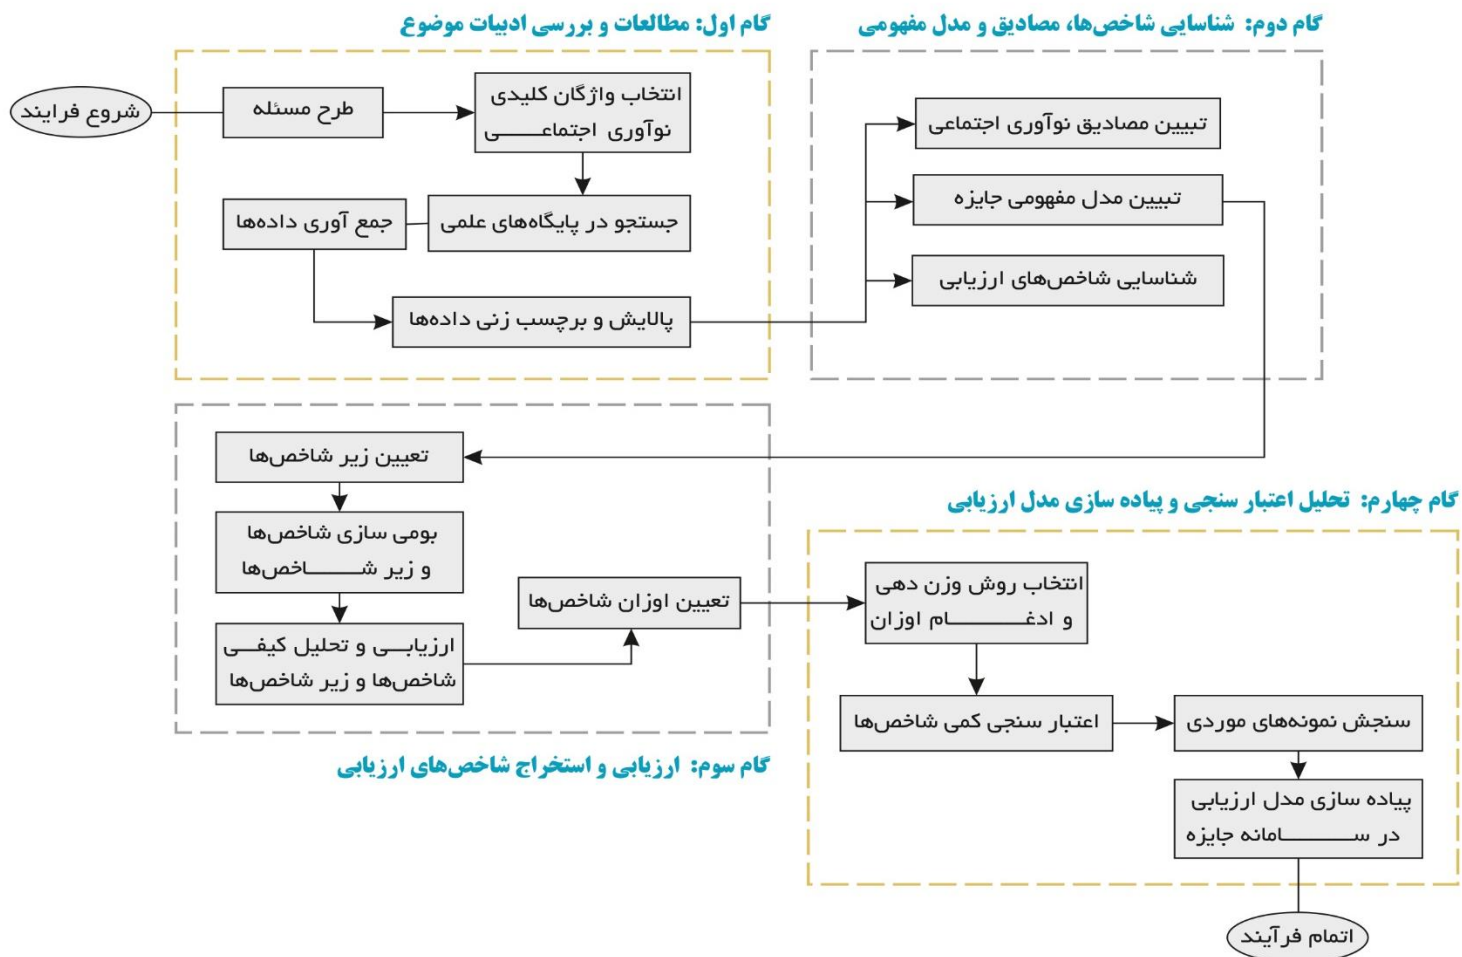 گام اول: مطالعات و بررسی ادبیات موضوع
شروع فرایند
طرح مسئله
انتخاب واژگان کلیدی
نوآوری اجتماعی
جستجو در پایگاه‌های علمی
جمع آوری داده‌ها
پالایش و برچسب زنی داده‌ها
گام دوم: شناسایی شاخص‌ها، مصادیق و مدل مفهومی
تبیین مصادیق نوآوری اجتماعی
تبیین مدل مفهومی جایزه
شناسایی شاخص‌های ارزیابی
تعیین زیر شاخص‌ها
بومی سازی شاخص‌ها
و زیر شاخص‌ها
ارزیابی و تحلیل کیفی
شاخص‌ها و زیر شاخص‌ها
تعیین اوزان شاخص‌ها
گام سوم: ارزیابی و استخراج شاخص‌های ارزیابی
گام چهارم: تحلیل اعتبار سنجی و پیاده سازی مدل ارزیابی
انتخاب روش وزن دهی
و ادغام اوزان
اعتبار سنجی کمی شاخص‌ها
سنجش نمونه‌های موردی
پیاده سازی مدل ارزیابی
در سامانه جایزه
اتمام فرآیند